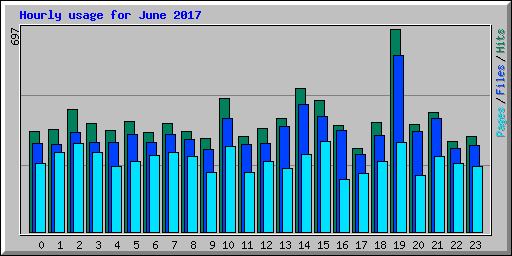 Hourly usage for June 2017
697
Pages/Files/Hits
0 1 2 3 4 5 6 7 8 9 10 11 12 13 14 15 16 17 18 19 20 21 22 23